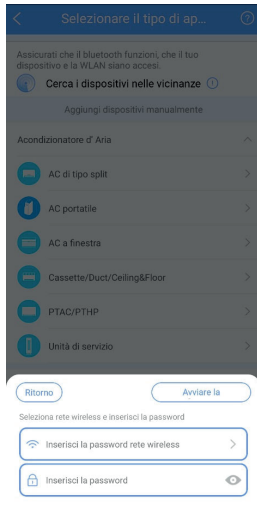 Selezionare il tipo di ap...
Assicurati che il bluetooth funzioni, che il tuo
dispositivo e la WLAN siano accesi.
Cerca i dispositivi nelle vicinanze
Aggiungi dispositivi manualmente
Acondizionatore d' Aria
AC di tipo split
AC portatile
AC a finestra
Cassette/Duct/Ceiling&Floor
PTAC/PTHP
Unità di servizio
Ritorno
Avviare la
Seleziona rete wireless e inserisci la password
Inserisci la password rete wireless
Inserisci la password